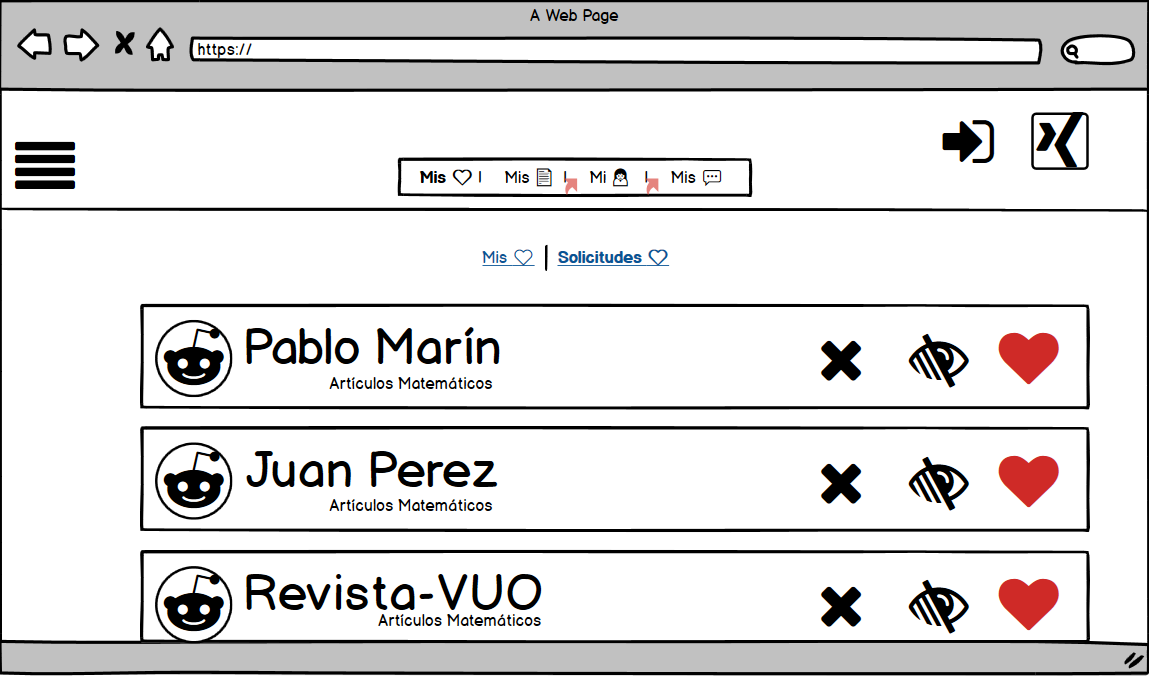 A Web Page
https://
Mis I Mis I Mi I Mis
Mis Solicitudes
Pablo Marín
Artículos Matemáticos
Juan Perez
Artículos Matemáticos
Revista-VUO
Artículos Matemáticos